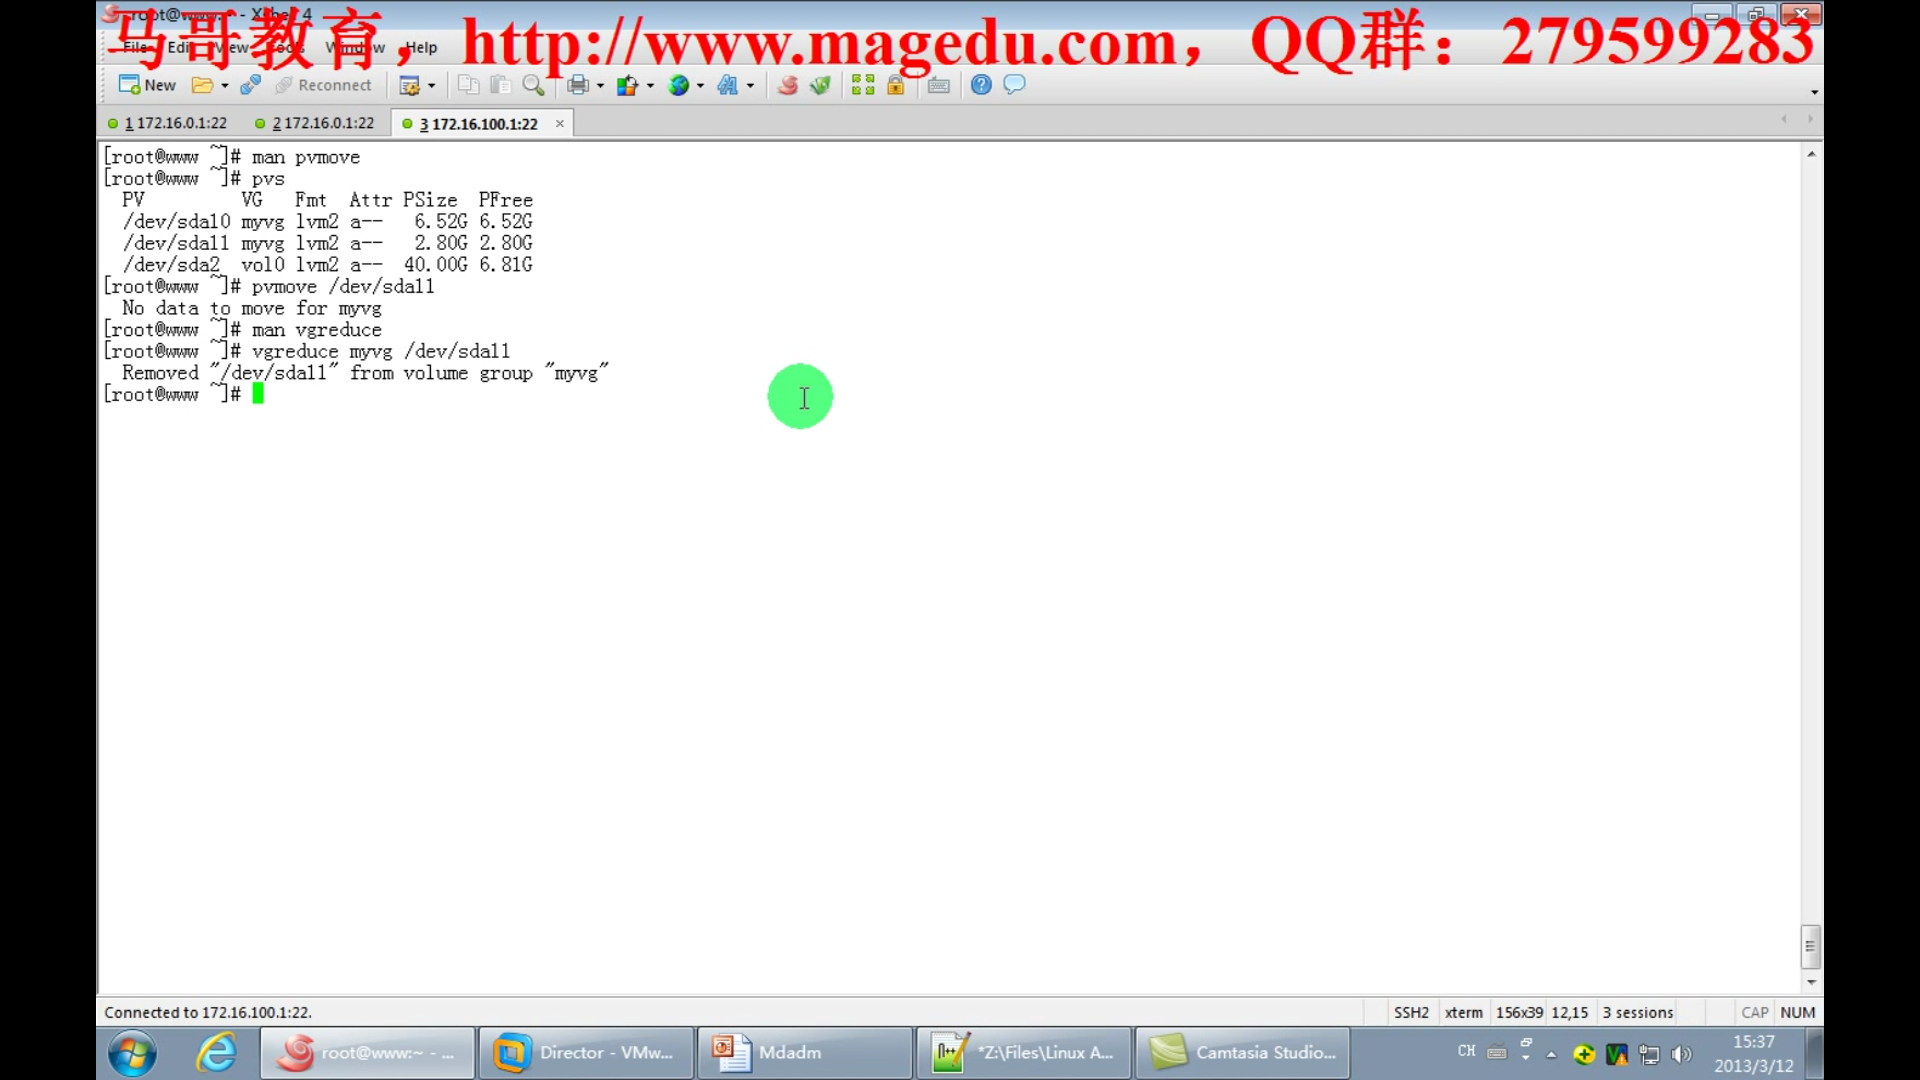 马哥教育，http://www.magedu.com，QQ群：279599283
root@www:~ - Xshell 4
File Edit View Tools Window Help
New Reconnect
1 172.16.0.1:22 2 172.16.0.1:22 3 172.16.100.1:22
[root@www ~]# man pvmove
[root@www ~]# pvs
PV VG Fmt Attr PSize PFree
/dev/sda10 myvg lvm2 a-- 6.52G 6.52G
/dev/sda11 myvg lvm2 a-- 2.80G 2.80G
/dev/sda2 vol0 lvm2 a-- 40.00G 6.81G
[root@www ~]# pvmove /dev/sda11
No data to move for myvg
[root@www ~]# man vgreduce
[root@www ~]# vgreduce myvg /dev/sda11
Removed "/dev/sda11" from volume group "myvg"
[root@www ~]#
Connected to 172.16.100.1:22.
SSH2 xterm 156x39 12,15 3 sessions CAP NUM
root@www:~ - ... Director - VMw... Mdadm *Z:\Files\Linux A... Camtasia Studio... CH 15:37
2013/3/12